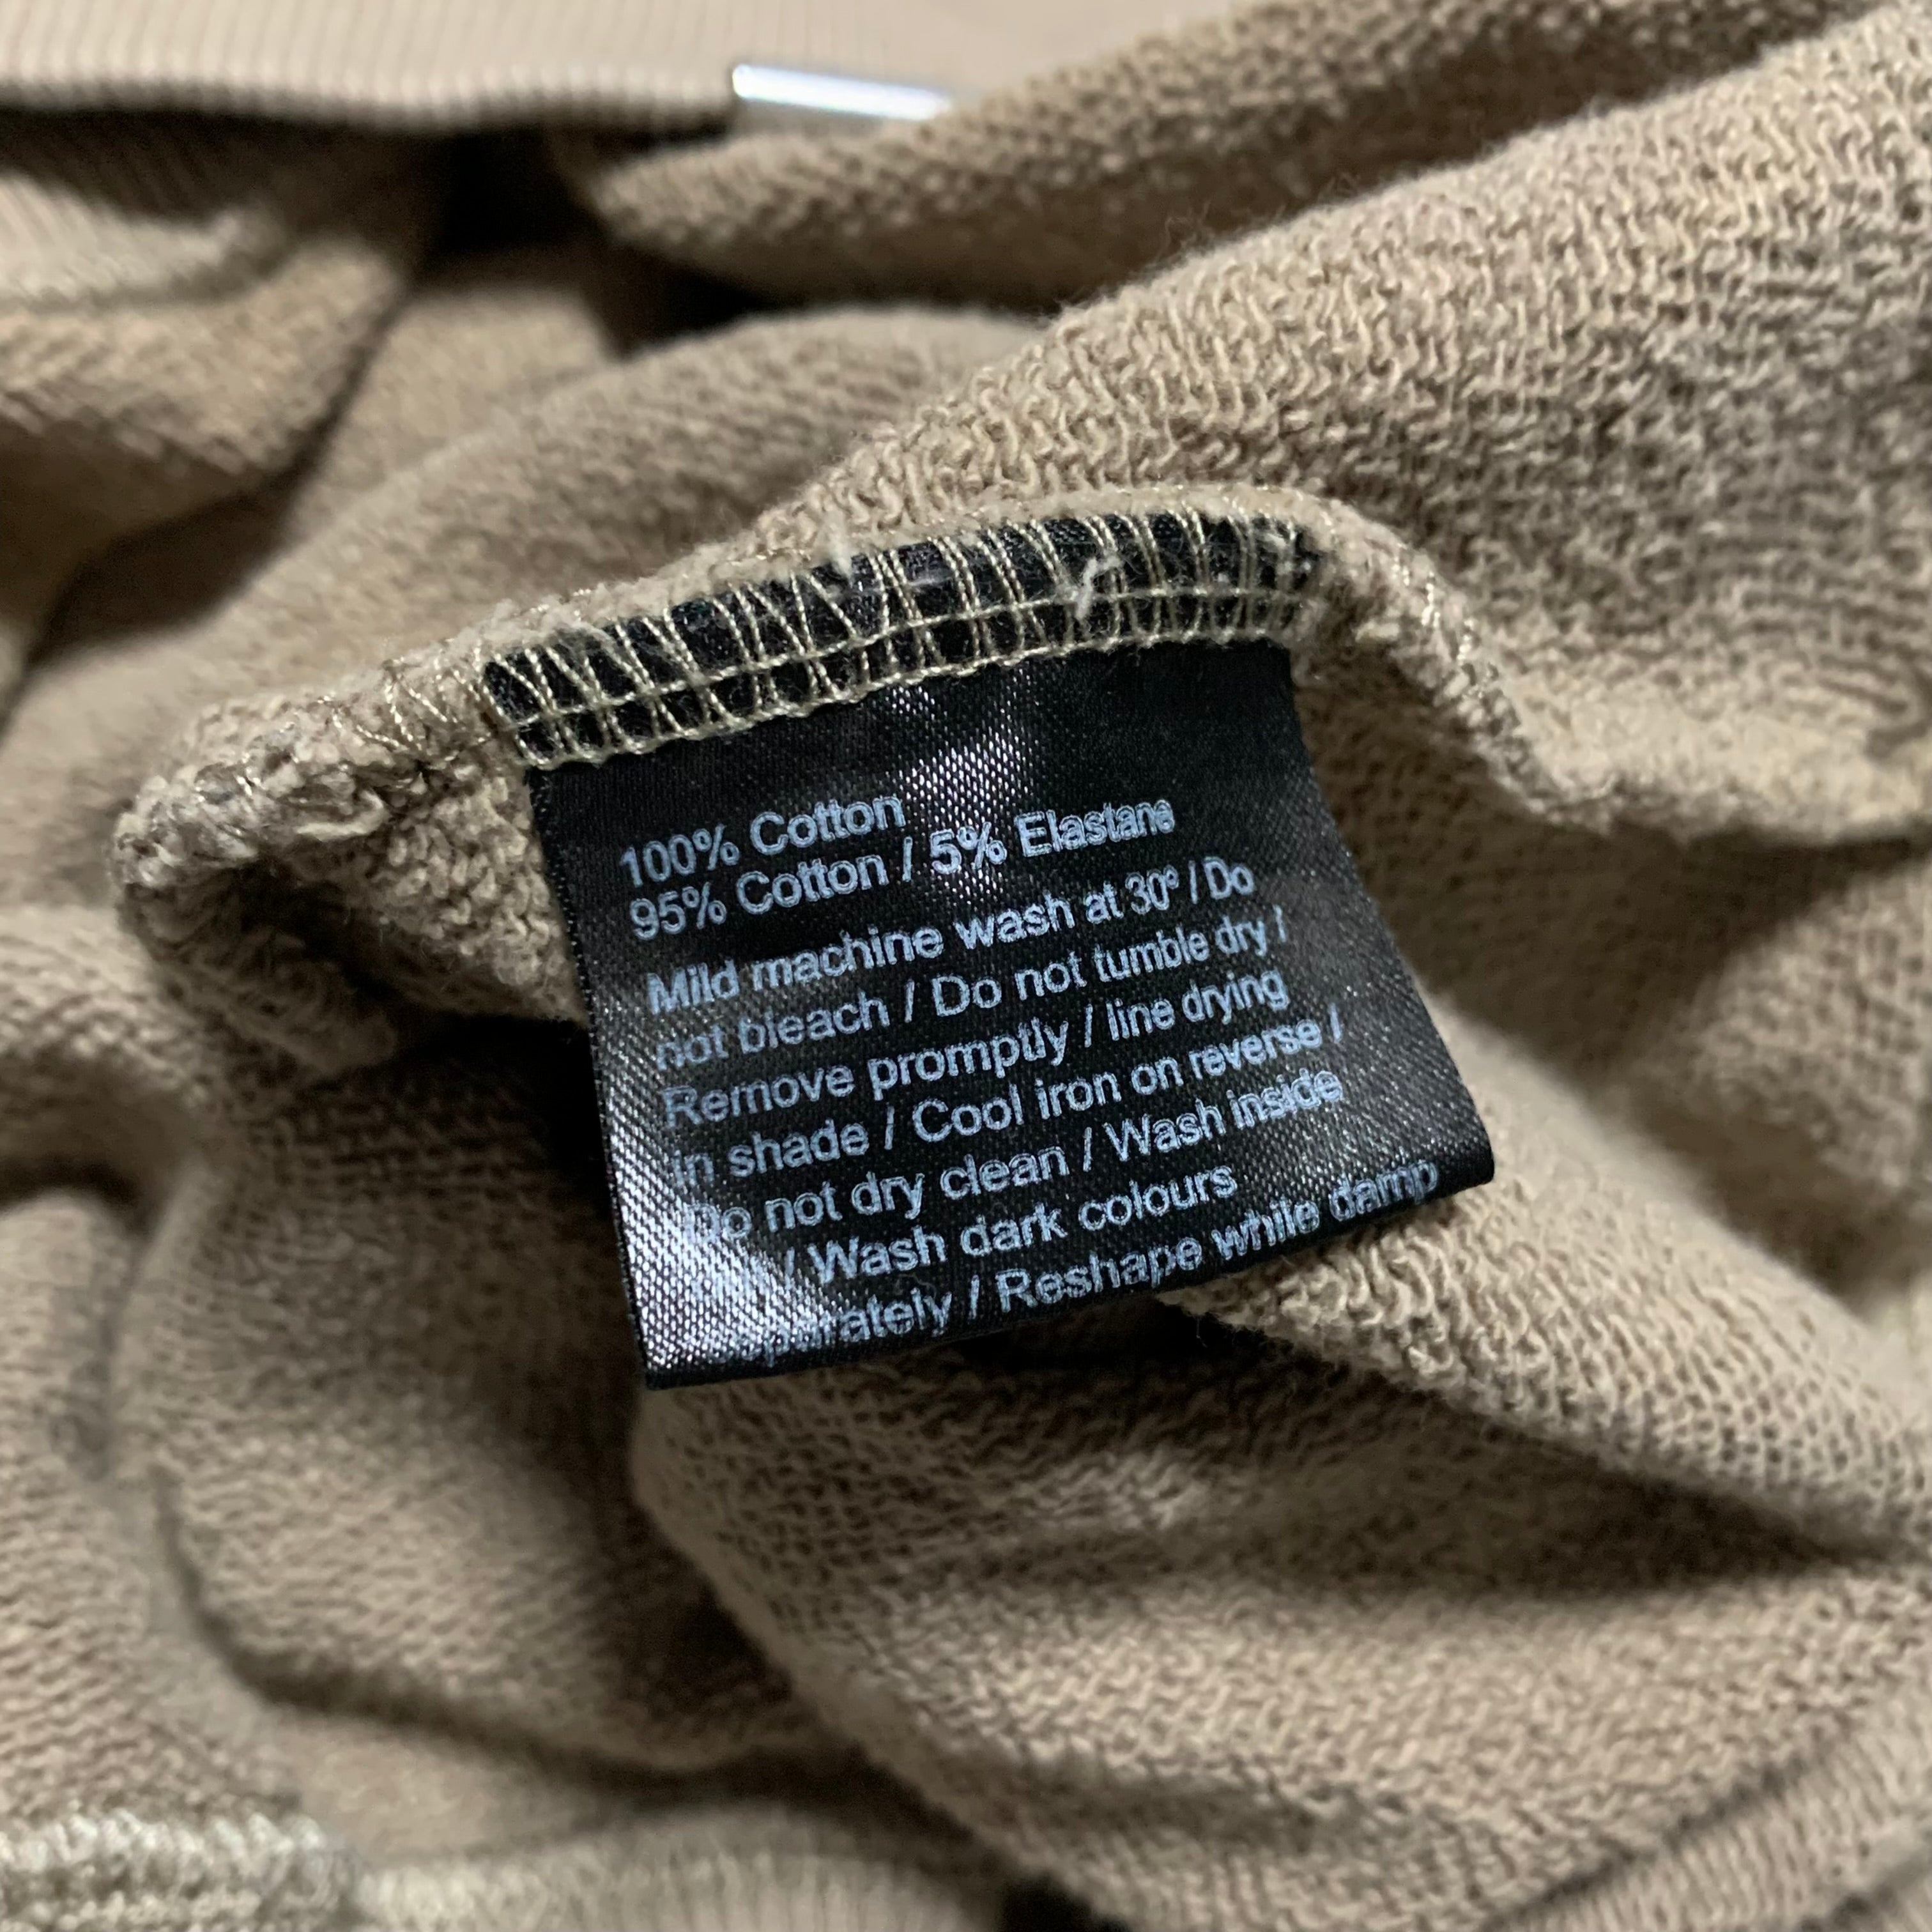 100% Cotton
95% Cotton / 5% Elastane
Mild machine wash at 30° / Do
not bleach / Do not tumble dry /
Remove promptly / line drying
in shade / Cool iron on reverse /
Do not dry clean / Wash inside
/ Wash dark colours
/ Reshape while damp